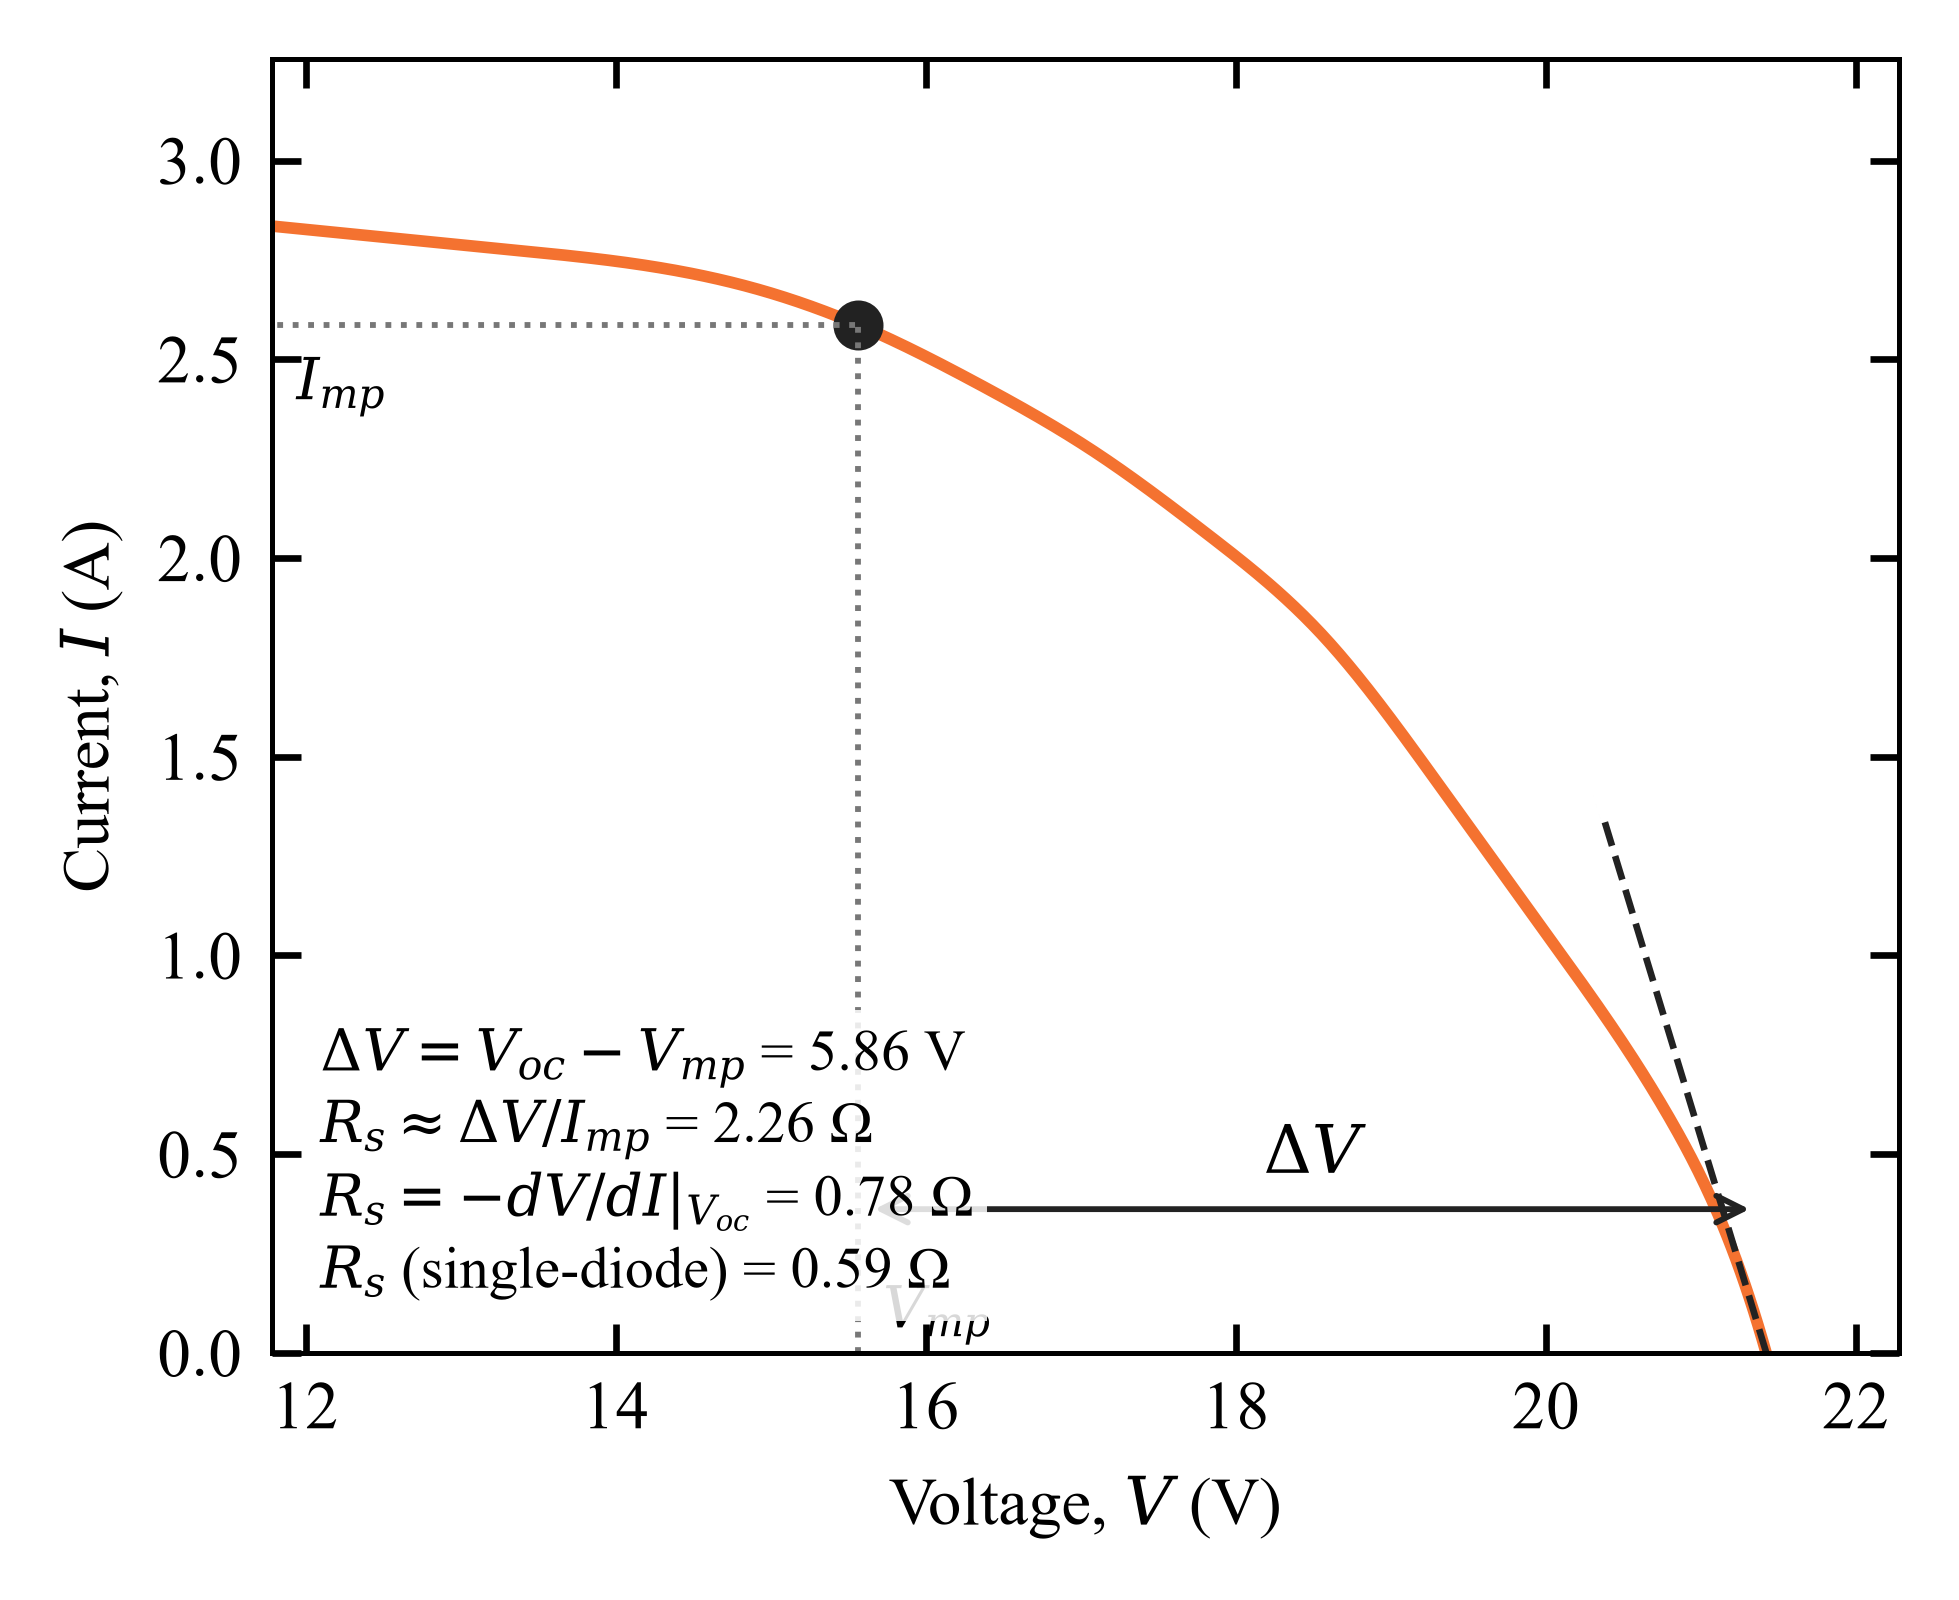 3.0
2.5
2.0
1.5
1.0
0.5
0.0
Current, I (A)
I_mp
ΔV = V_oc − V_mp = 5.86 V
R_s ≈ ΔV/I_mp = 2.26 Ω
R_s = −dV/dI|_V_oc = 0.78 Ω
R_s (single-diode) = 0.59 Ω
ΔV
V_mp
12 14 16 18 20 22
Voltage, V (V)